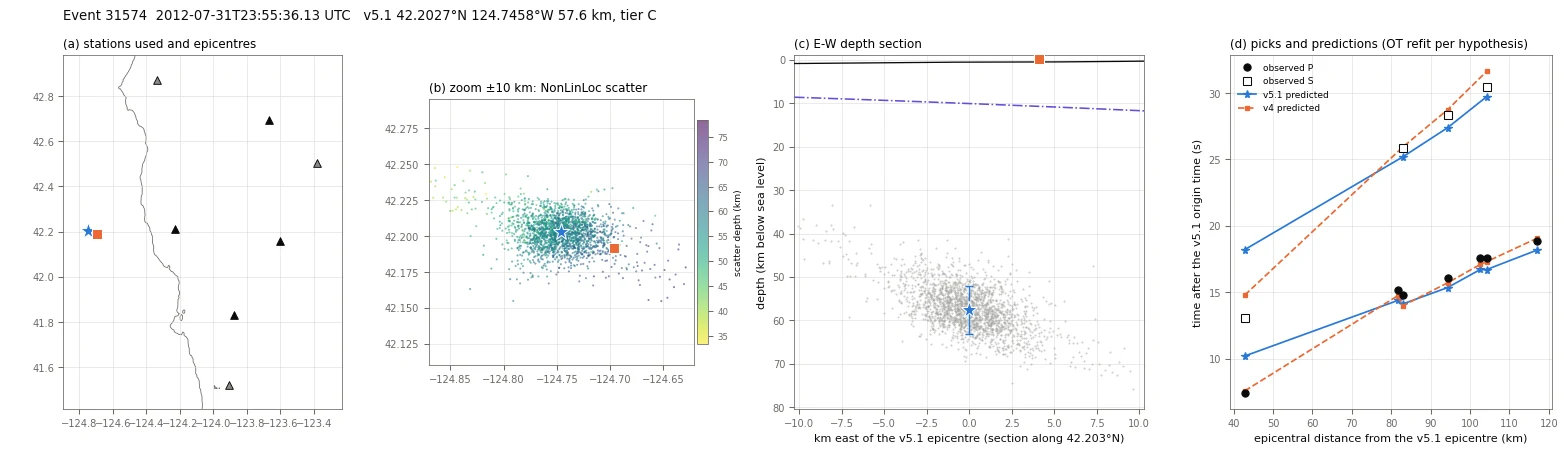 Event 31574  2012-07-31T23:55:36.13 UTC   v5.1 42.2027°N 124.7458°W 57.6 km, tier C
(a) stations used and epicentres
42.8
42.6
42.4
42.2
42.0
41.8
41.6
−124.8−124.6−124.4−124.2−124.0−123.8−123.6−123.4
(b) zoom ±10 km: NonLinLoc scatter
42.275
42.250
42.225
42.200
42.175
42.150
42.125
−124.85 −124.80 −124.75 −124.70 −124.65
75
70
65
60
55
50
45
40
35
scatter depth (km)
(c) E-W depth section
depth (km below sea level)
0
10
20
30
40
50
60
70
80
−10.0 −7.5 −5.0 −2.5 0.0 2.5 5.0 7.5 10.0
km east of the v5.1 epicentre (section along 42.203°N)
(d) picks and predictions (OT refit per hypothesis)
observed P
observed S
v5.1 predicted
v4 predicted
time after the v5.1 origin time (s)
30
25
20
15
10
40 50 60 70 80 90 100 110 120
epicentral distance from the v5.1 epicentre (km)